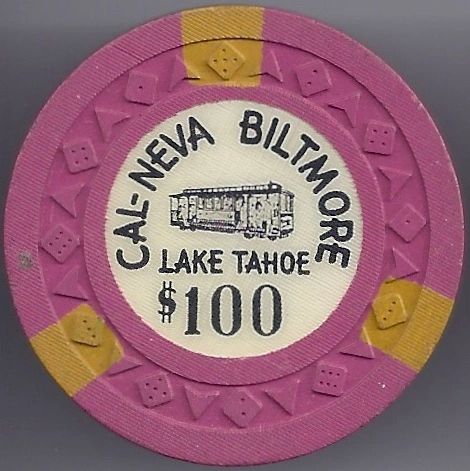 CAL-NEVA BILTMORE
LAKE TAHOE
$100